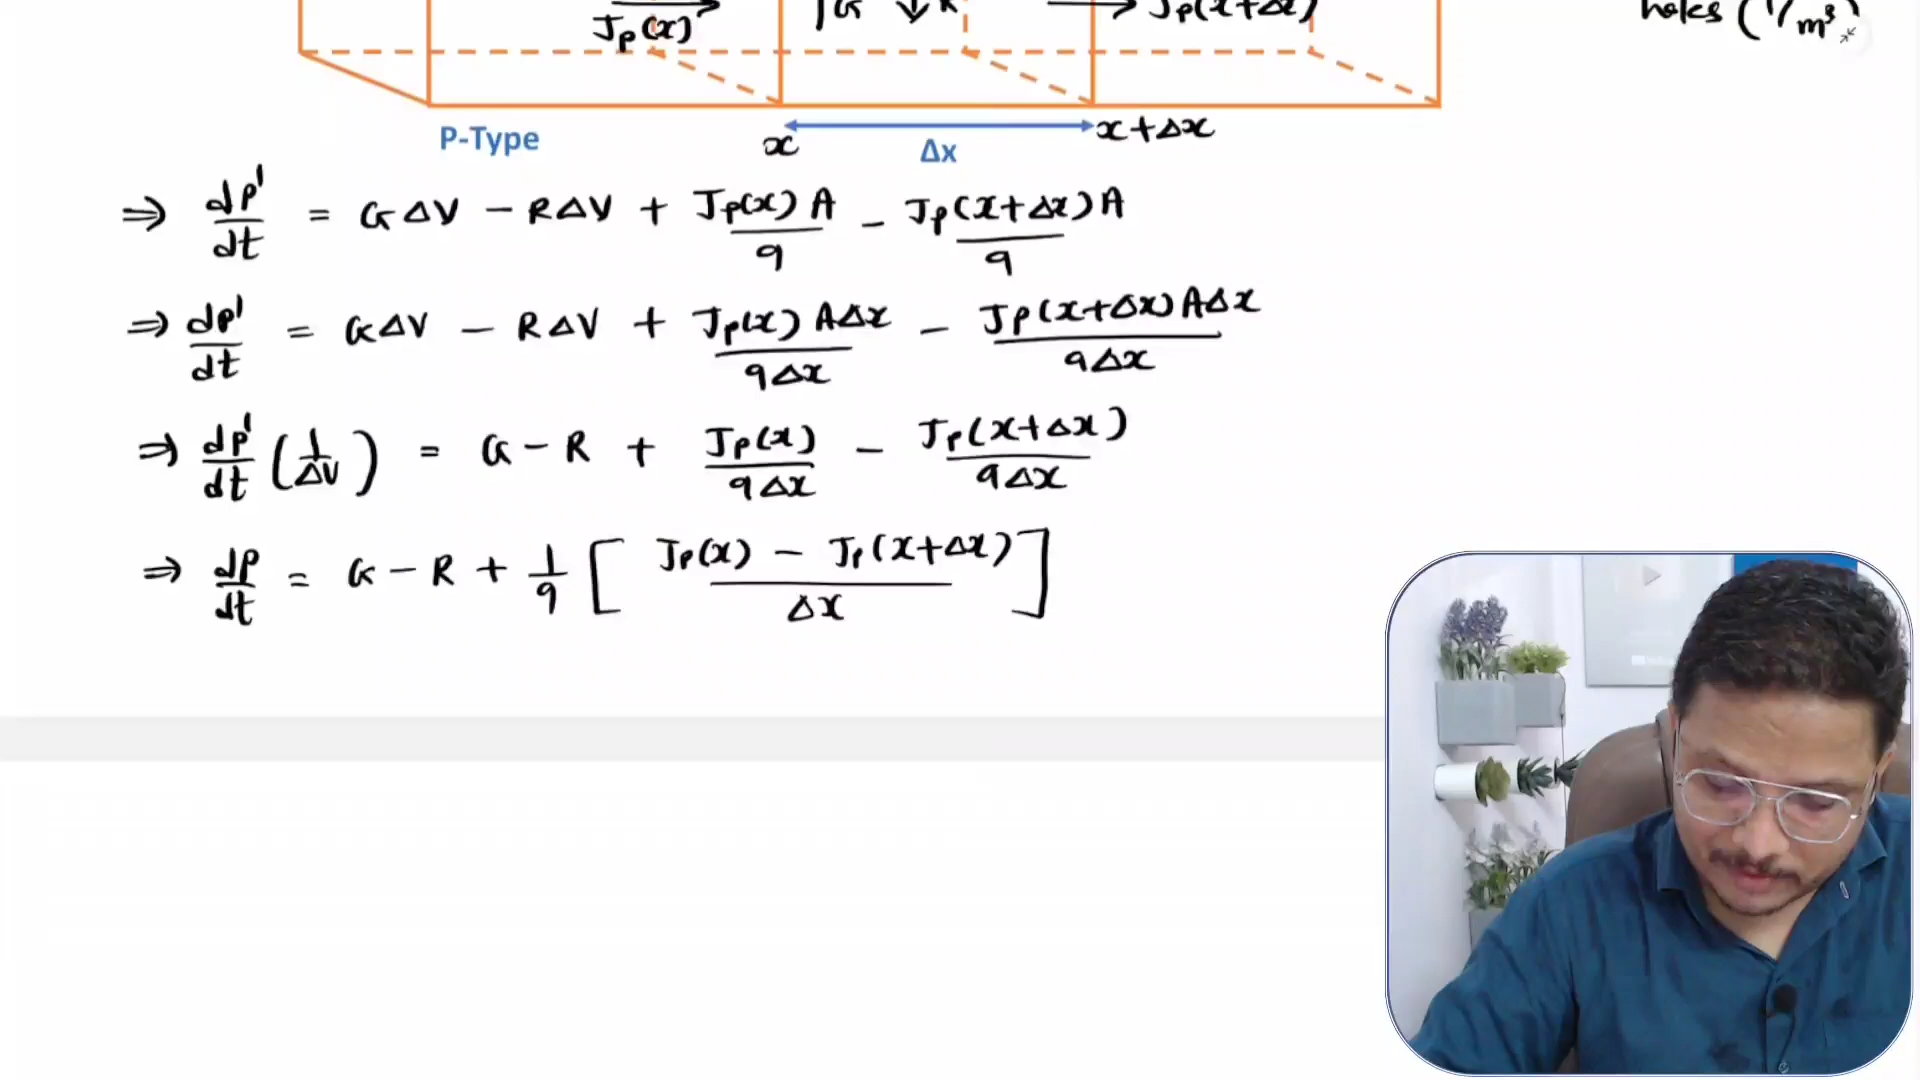 Jp(x) G R Jp(x+Δx) holes (1/m³)
P-Type x Δx x+Δx
⇒ dp'/dt = GΔV − RΔV + Jp(x) A/q − Jp(x+Δx) A/q
⇒ dp'/dt = GΔV − RΔV + Jp(x) AΔx/qΔx − Jp(x+Δx) AΔx/qΔx
⇒ dp'/dt (1/ΔV) = G − R + Jp(x)/qΔx − Jp(x+Δx)/qΔx
⇒ dp/dt = G − R + 1/q [ Jp(x) − Jp(x+Δx)/Δx ]